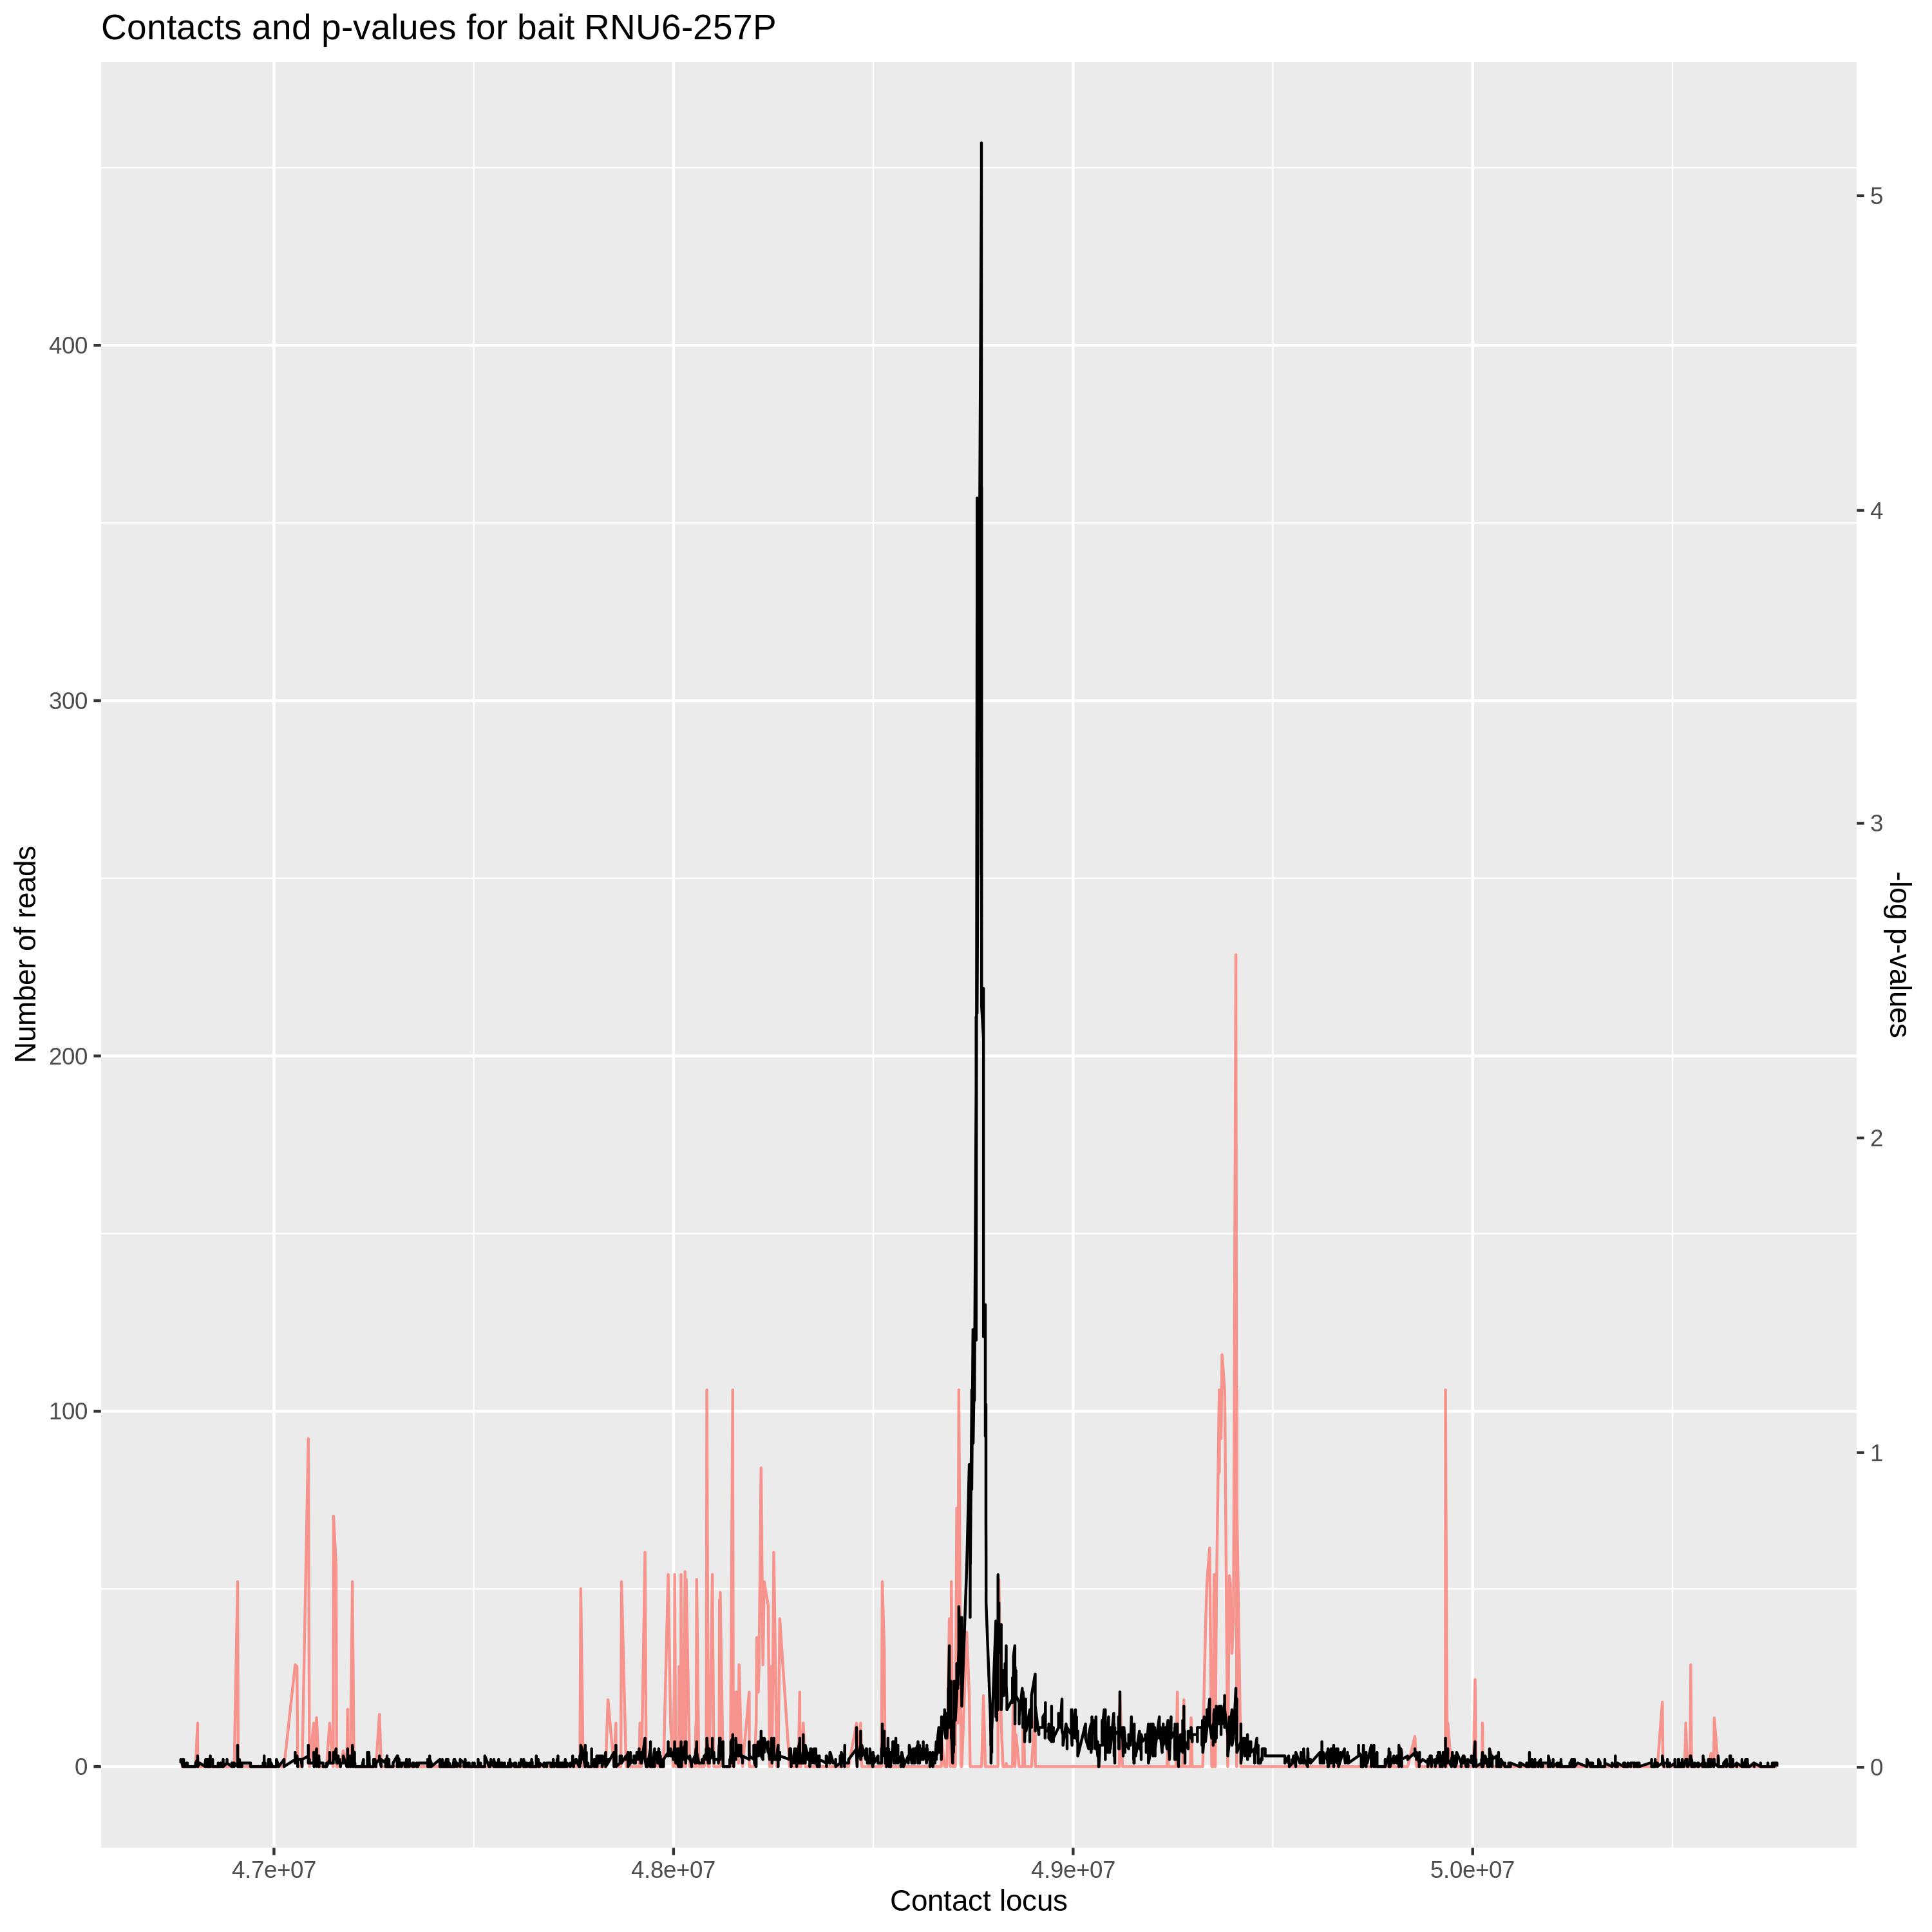 Contacts and p-values for bait RNU6-257P
Number of reads
400
300
200
100
0
5
4
3
2
1
0
-log p-values
4.7e+07
4.8e+07
4.9e+07
5.0e+07
Contact locus